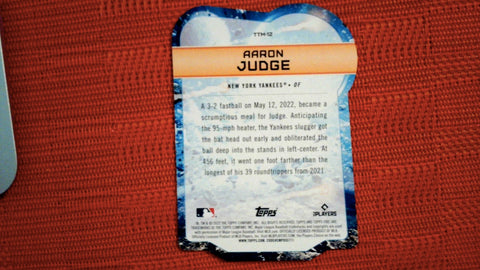 TTM-12
AARON
JUDGE
NEW YORK YANKEES® • OF
A 3-2 fastball on May 12, 2022, became a
scrumptious meal for Judge. Anticipating
the 95-mph heater, the Yankees slugger got
the bat head out early and obliterated the
ball deep into the stands in left-center. At
456 feet, it went one foot farther than the
longest of his 39 roundtrippers from 2021.
topps
PLAYERS